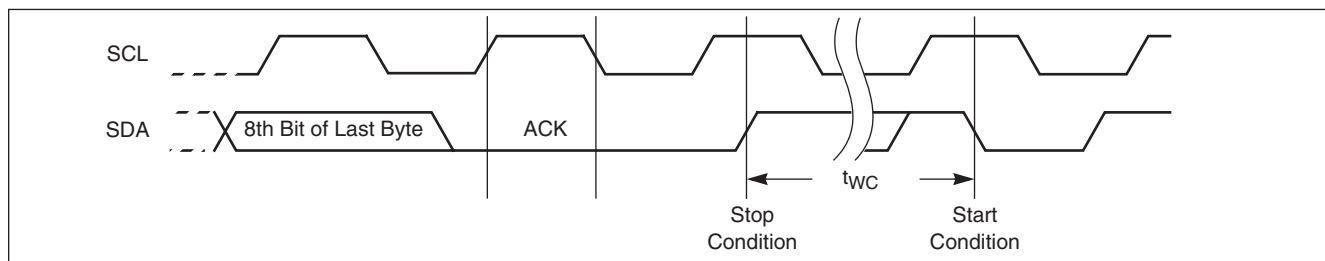 SCL
SDA
8th Bit of Last Byte
ACK
tWC
Stop
Condition
Start
Condition